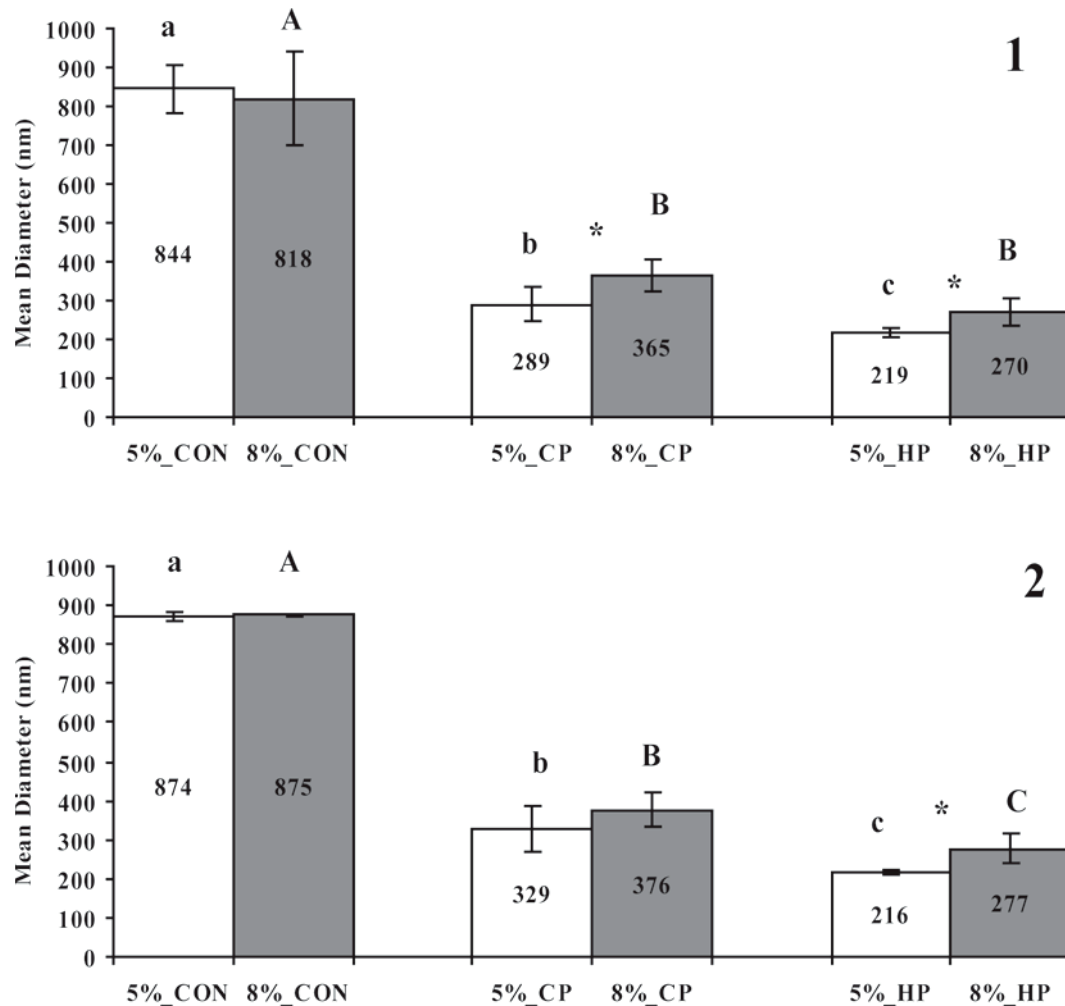 1
Mean Diameter (nm)
1000
900
800
700
600
500
400
300
200
100
0
a
A
b
*
B
c
*
B
844
818
289
365
219
270
5%_CON 8%_CON 5%_CP 8%_CP 5%_HP 8%_HP
2
Mean Diameter (nm)
1000
900
800
700
600
500
400
300
200
100
0
a
A
b
B
c
*
C
874
875
329
376
216
277
5%_CON 8%_CON 5%_CP 8%_CP 5%_HP 8%_HP